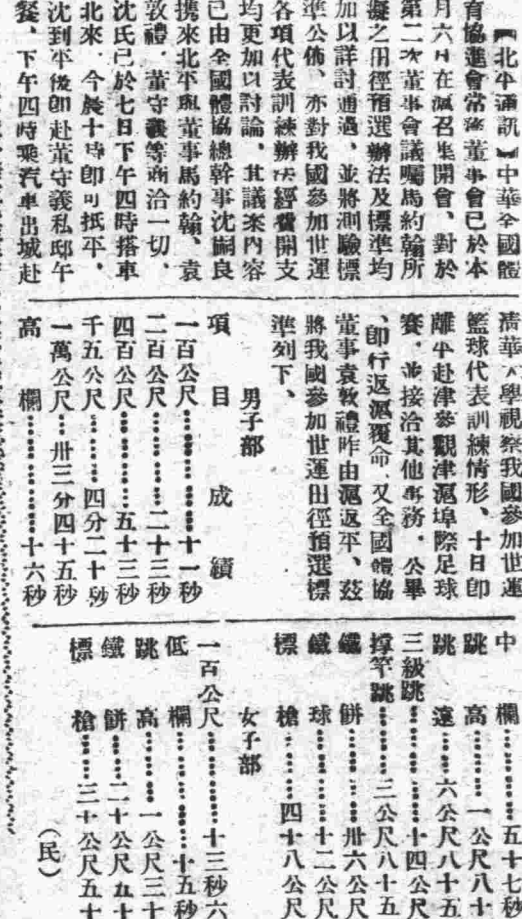 【北平通訊】中華全國體
育協進會常務董事會已於本
月六日在滬召集開會、對於
第二次董事會議囑馬約翰所
擬之田徑預選辦法及標準均
加以詳討通過、並將測驗標
準公佈、亦對我國參加世運
各項代表訓練辦法經費開支
均更加以討論、其議案內容
已由全國體協總幹事沈嗣良
携來北平與董事馬約翰、袁
敦禮、董守義等商洽一切、
沈氏已於七日下午四時搭車
北來、今晨十時卽可抵平、
沈到平後卽赴董守義私邸午
餐、下午四時乘汽車出城赴
淸華大學視察我國參加世運
籃球代表訓練情形、十日卽
離平赴津參觀津滬埠際足球
賽、並接洽其他事務、公畢
、卽行返滬覆命、又全國體協
董事袁敦禮昨由滬返平、茲
將我國參加世運田徑預選標
準列下、
男子部
項目 成績
一百公尺………十一秒
二百公尺………二十三秒
四百公尺………五十三秒
千五公尺………四分二十秒
一萬公尺…卅三分四十五秒
高欄………十六秒
中欄………五十七秒
跳高………一公尺八十
跳遠………六公尺八十五
三級跳………十四公尺
撑竿跳………三公尺八十五
鐵餅………卅六公尺
鐵球………十二公尺
標槍………四十八公尺
女子部
一百公尺………十三秒六
低欄………十五秒
跳高………一公尺三十
鐵餅………二十公尺五十
標槍………三十公尺五十
（民）